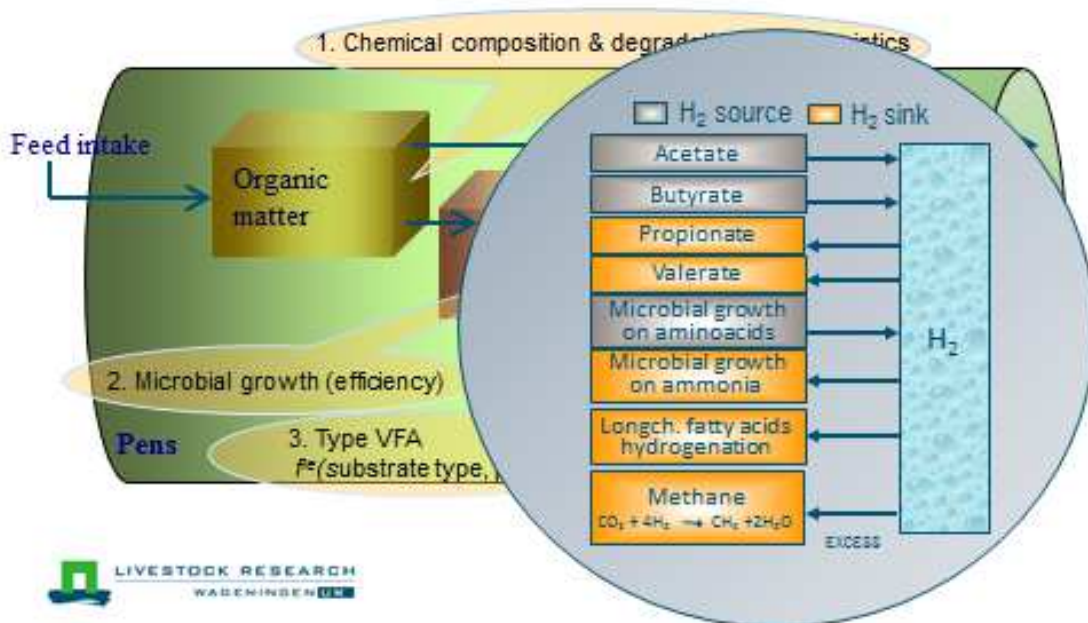 1. Chemical composition & degrad
istics
H₂ source
H₂ sink
Feed intake
Organic
matter
Acetate
Butyrate
Propionate
Valerate
Microbial growth
on aminoacids
Microbial growth
on ammonia
Longch. fatty acids
hydrogenation
Methane
CO₂ + 4H₂ → CH₄ +2H₂O
EXCESS
H₂
2. Microbial growth (efficiency)
Pens
3. Type VFA
(substrate type,
LIVESTOCK RESEARCH
WAGENINGEN UR